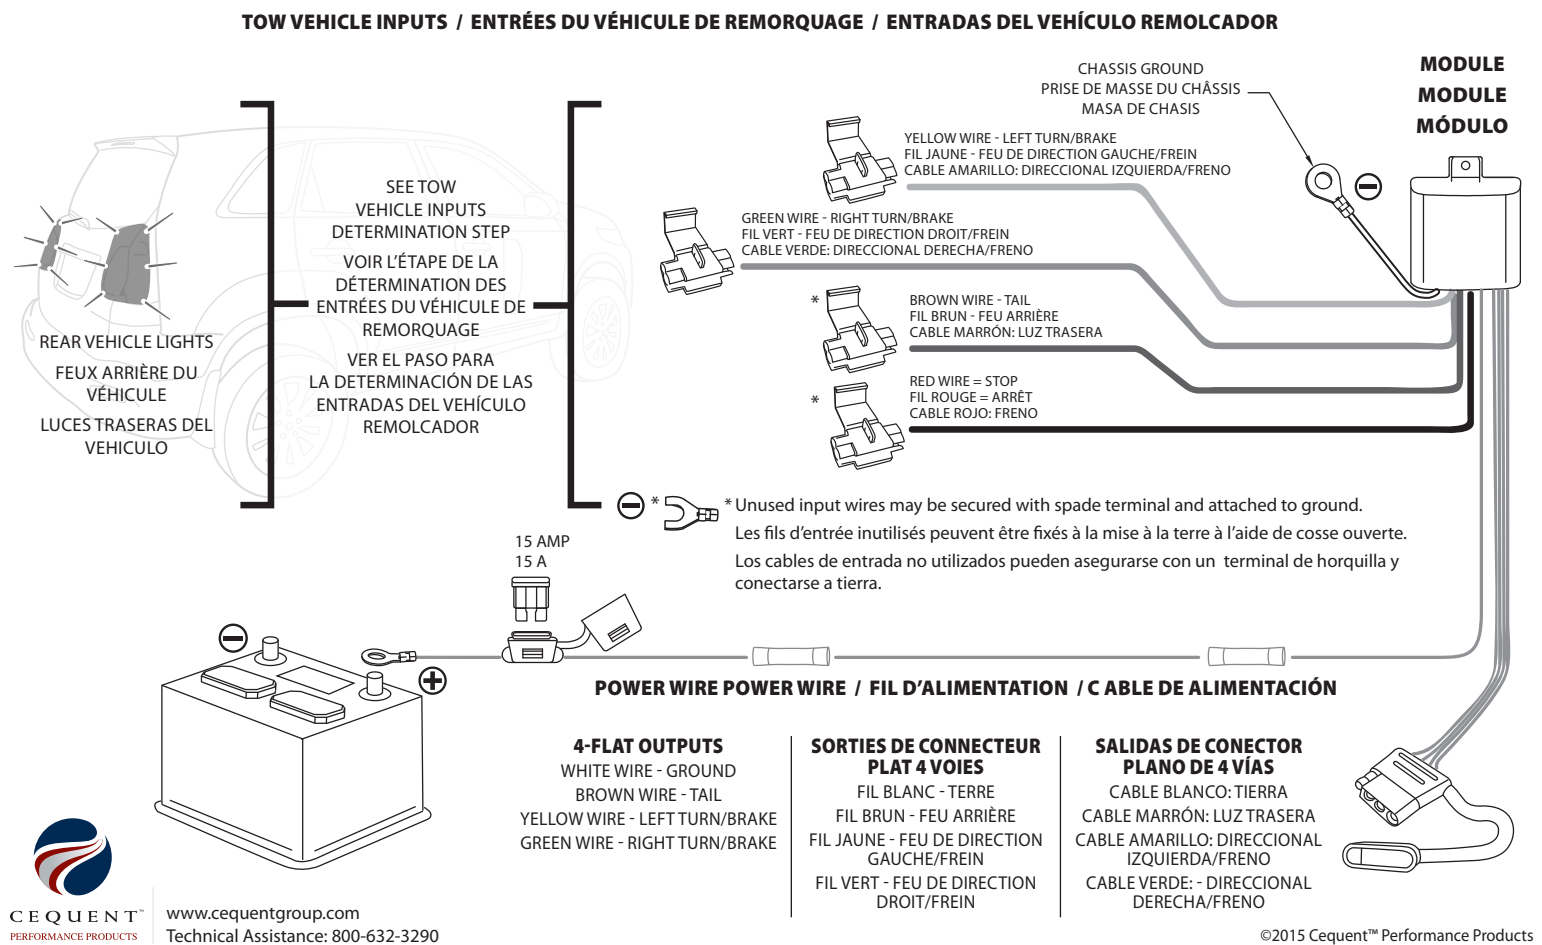 TOW VEHICLE INPUTS / ENTRÉES DU VÉHICULE DE REMORQUAGE / ENTRADAS DEL VEHÍCULO REMOLCADOR
CHASSIS GROUND
PRISE DE MASSE DU CHÂSSIS
MASA DE CHASIS
MODULE
MODULE
MÓDULO
YELLOW WIRE - LEFT TURN/BRAKE
FIL JAUNE - FEU DE DIRECTION GAUCHE/FREIN
CABLE AMARILLO: DIRECCIONAL IZQUIERDA/FRENO
GREEN WIRE - RIGHT TURN/BRAKE
FIL VERT - FEU DE DIRECTION DROIT/FREIN
CABLE VERDE: DIRECCIONAL DERECHA/FRENO
* BROWN WIRE - TAIL
FIL BRUN - FEU ARRIÈRE
CABLE MARRÓN: LUZ TRASERA
* RED WIRE = STOP
FIL ROUGE = ARRÊT
CABLE ROJO: FRENO
SEE TOW
VEHICLE INPUTS
DETERMINATION STEP
VOIR L'ÉTAPE DE LA
DÉTERMINATION DES
ENTRÉES DU VÉHICULE DE
REMORQUAGE
VER EL PASO PARA
LA DETERMINACIÓN DE LAS
ENTRADAS DEL VEHÍCULO
REMOLCADOR
REAR VEHICLE LIGHTS
FEUX ARRIÈRE DU
VÉHICULE
LUCES TRASERAS DEL
VEHICULO
*
* Unused input wires may be secured with spade terminal and attached to ground.
Les fils d'entrée inutilisés peuvent être fixés à la mise à la terre à l'aide de cosse ouverte.
Los cables de entrada no utilizados pueden asegurarse con un terminal de horquilla y
conectarse a tierra.
15 AMP
15 A
POWER WIRE POWER WIRE / FIL D'ALIMENTATION / C ABLE DE ALIMENTACIÓN
4-FLAT OUTPUTS
WHITE WIRE - GROUND
BROWN WIRE - TAIL
YELLOW WIRE - LEFT TURN/BRAKE
GREEN WIRE - RIGHT TURN/BRAKE
SORTIES DE CONNECTEUR
PLAT 4 VOIES
FIL BLANC - TERRE
FIL BRUN - FEU ARRIÈRE
FIL JAUNE - FEU DE DIRECTION
GAUCHE/FREIN
FIL VERT - FEU DE DIRECTION
DROIT/FREIN
SALIDAS DE CONECTOR
PLANO DE 4 VÍAS
CABLE BLANCO: TIERRA
CABLE MARRÓN: LUZ TRASERA
CABLE AMARILLO: DIRECCIONAL
IZQUIERDA/FRENO
CABLE VERDE: - DIRECCIONAL
DERECHA/FRENO
CEQUENT™
PERFORMANCE PRODUCTS
www.cequentgroup.com
Technical Assistance: 800-632-3290
©2015 Cequent™ Performance Products